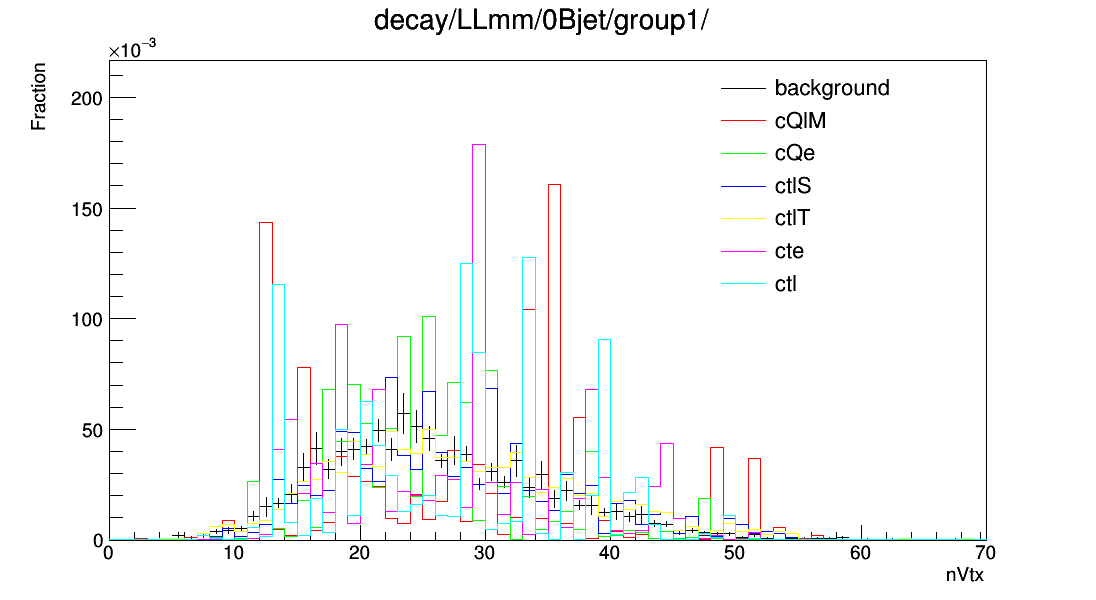 decay/LLmm/0Bjet/group1/
×10⁻³
Fraction
200
150
100
50
0
background
cQlM
cQe
ctlS
ctlT
cte
ctl
0 10 20 30 40 50 60 70
nVtx